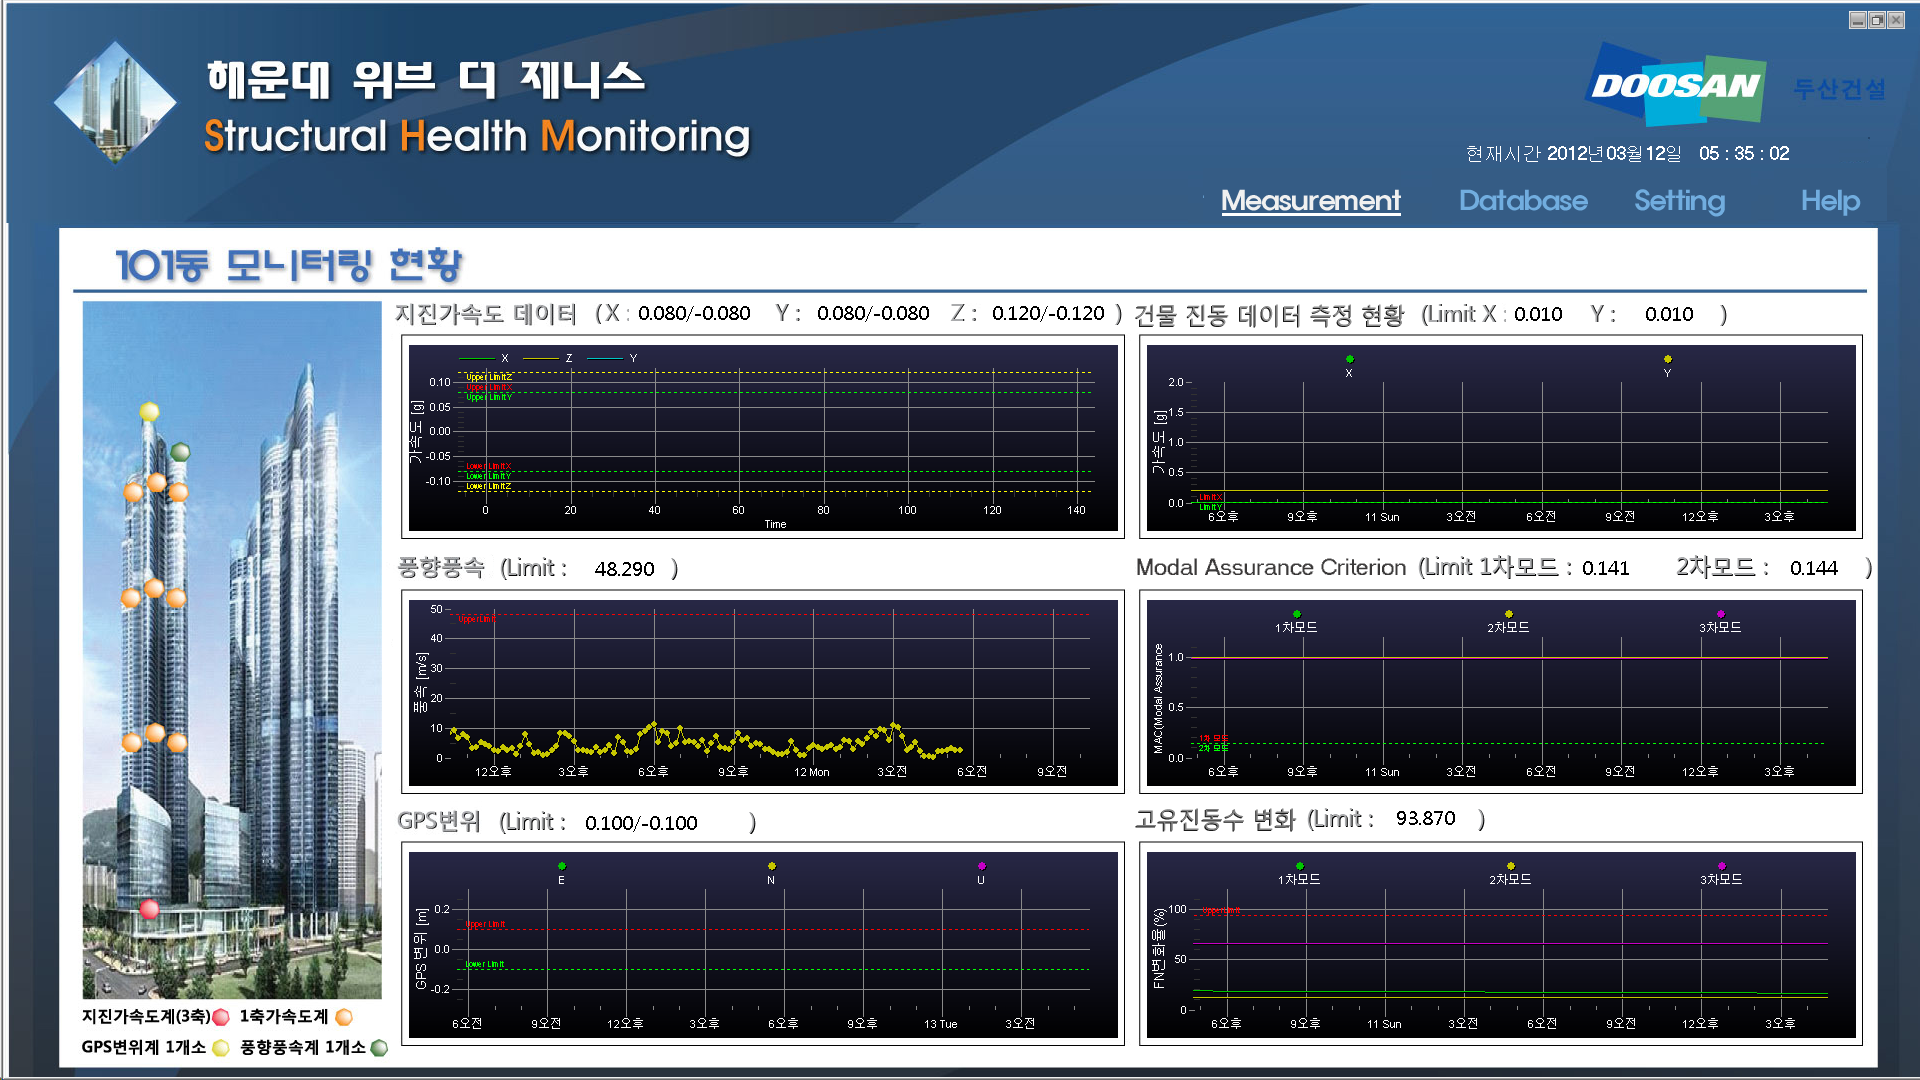 해운대 위브 디 제니스
Structural Health Monitoring
DOOSAN 두산건설
현재시간 2012년03월12일 05 : 35 : 02
Measurement Database Setting Help
101동 모니터링 현황
지진가속도 데이터 ( X : 0.080/-0.080 Y : 0.080/-0.080 Z : 0.120/-0.120 )
X Z Y
Upper LimitZ
Upper LimitX
Upper LimitY
0.10
0.05
0.00
-0.05
-0.10
가속도 [g]
Lower LimitX
Lower LimitY
Lower LimitZ
0 20 40 60 80 100 120 140
Time
건물 진동 데이터 측정 현황 (Limit X : 0.010 Y : 0.010 )
X Y
2.0
1.5
1.0
0.5
0.0
가속도 [g]
LimitX
LimitY
6오후 9오후 11 Sun 3오전 6오전 9오전 12오후 3오후
풍향풍속 (Limit : 48.290 )
50
40
30
20
10
0
풍속 [m/s]
UpperLimit
12오후 3오후 6오후 9오후 12 Mon 3오전 6오전 9오전
Modal Assurance Criterion (Limit 1차모드 : 0.141 2차모드 : 0.144 )
1차모드 2차모드 3차모드
1.0
0.5
0.0
MAC(Modal Assurance
1차 모드
2차 모드
6오후 9오후 11 Sun 3오전 6오전 9오전 12오후 3오후
GPS변위 (Limit : 0.100/-0.100 )
E N U
0.2
0.0
-0.2
GPS 변위 [m]
Upper Limit
Lower Limit
6오전 9오전 12오후 3오후 6오후 9오후 13 Tue 3오전
고유진동수 변화 (Limit : 93.870 )
1차모드 2차모드 3차모드
100
50
0
FN변화율(%)
UpperLimit
6오후 9오후 11 Sun 3오전 6오전 9오전 12오후 3오후
지진가속도계(3축) 1축가속도계
GPS변위계 1개소 풍향풍속계 1개소